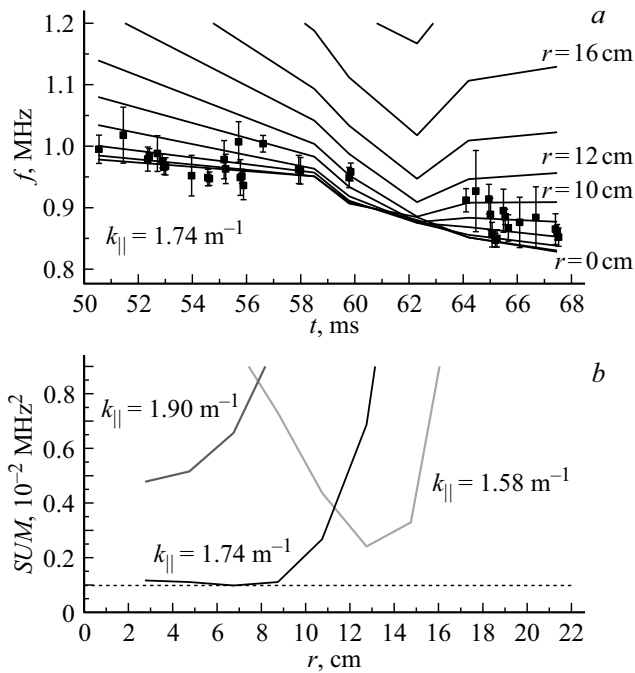 a
1.2
1.1
1.0
0.9
0.8
f, MHz
r = 16 cm
r = 12 cm
r = 10 cm
r = 0 cm
k|| = 1.74 m⁻¹
50 52 54 56 58 60 62 64 66 68
t, ms
b
0.8
0.6
0.4
0.2
0
SUM, 10⁻² MHz²
k|| = 1.90 m⁻¹
k|| = 1.58 m⁻¹
k|| = 1.74 m⁻¹
0 2 4 6 8 10 12 14 16 18 20 22
r, cm